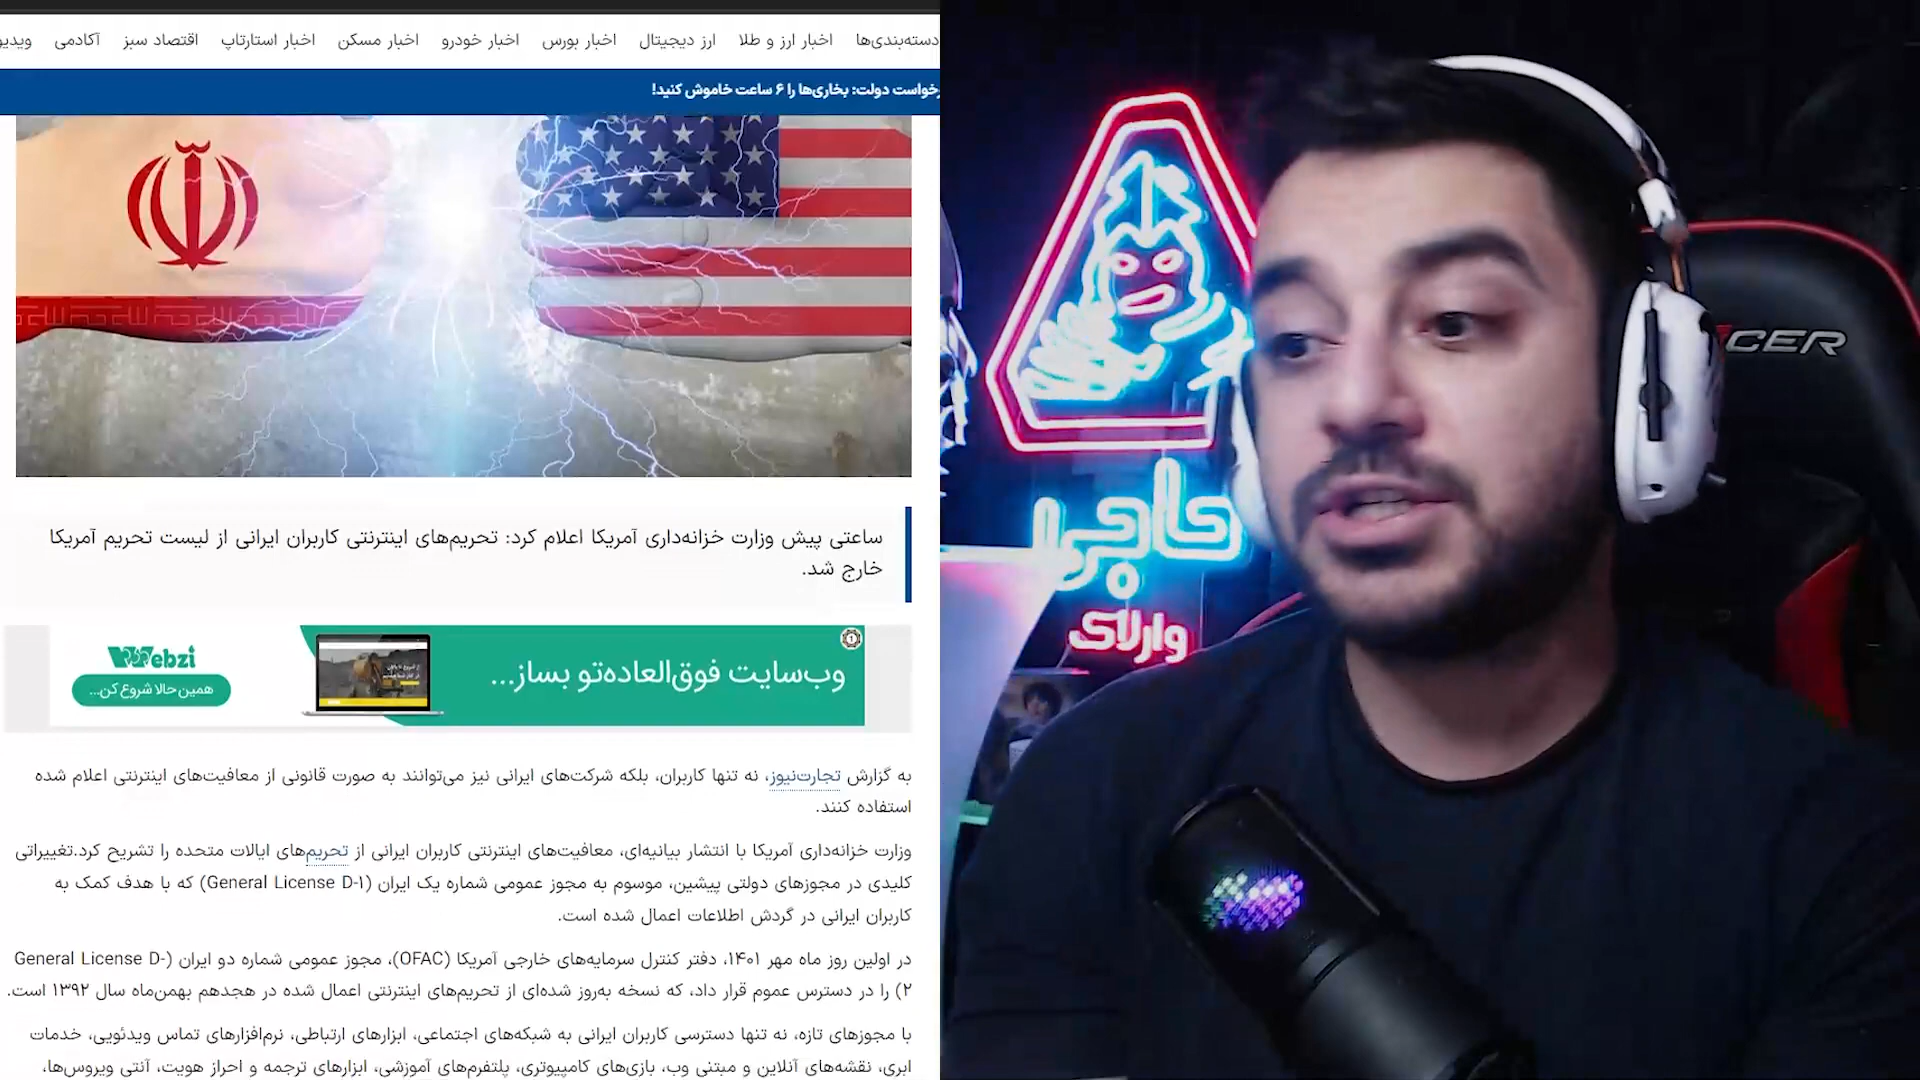 دسته‌بندی‌ها اخبار ارز و طلا ارز دیجیتال اخبار بورس اخبار خودرو اخبار مسکن اخبار استارتاپ اقتصاد سبز آکادمی
دولت: بخاری‌ها را ۶ ساعت خاموش کنید!
ساعتی پیش وزارت خزانه‌داری آمریکا اعلام کرد: تحریم‌های اینترنتی کاربران ایرانی از لیست تحریم آمریکا
خارج شد.
Webzi
همین حالا شروع کن...
وب‌سایت فوق‌العاده‌تو بساز...
به گزارش تجارت‌نیوز، نه تنها کاربران، بلکه شرکت‌های ایرانی نیز می‌توانند به صورت قانونی از معافیت‌های اینترنتی اعلام شده
استفاده کنند.
وزارت خزانه‌داری آمریکا با انتشار بیانیه‌ای، معافیت‌های اینترنتی کاربران ایرانی از تحریم‌های ایالات متحده را تشریح کرد.تغییراتی
کلیدی در مجوزهای دولتی پیشین، موسوم به مجوز عمومی شماره یک ایران (General License D-۱) که با هدف کمک به
کاربران ایرانی در گردش اطلاعات اعمال شده است.
در اولین روز ماه مهر ۱۴۰۱، دفتر کنترل سرمایه‌های خارجی آمریکا (OFAC)، مجوز عمومی شماره دو ایران (General License D-
۲) را در دسترس عموم قرار داد، که نسخه به‌روز شده‌ای از تحریم‌های اینترنتی اعمال شده در هجدهم بهمن‌ماه سال ۱۳۹۲ است.
با مجوزهای تازه، نه تنها دسترسی کاربران ایرانی به شبکه‌های اجتماعی، ابزارهای ارتباطی، نرم‌افزارهای تماس ویدئویی، خدمات
ابری، نقشه‌های آنلاین و مبتنی وب، بازی‌های کامپیوتری، پلتفرم‌های آموزشی، ابزارهای ترجمه و احراز هویت، آنتی ویروس‌ها،
حاجی
وارلاک